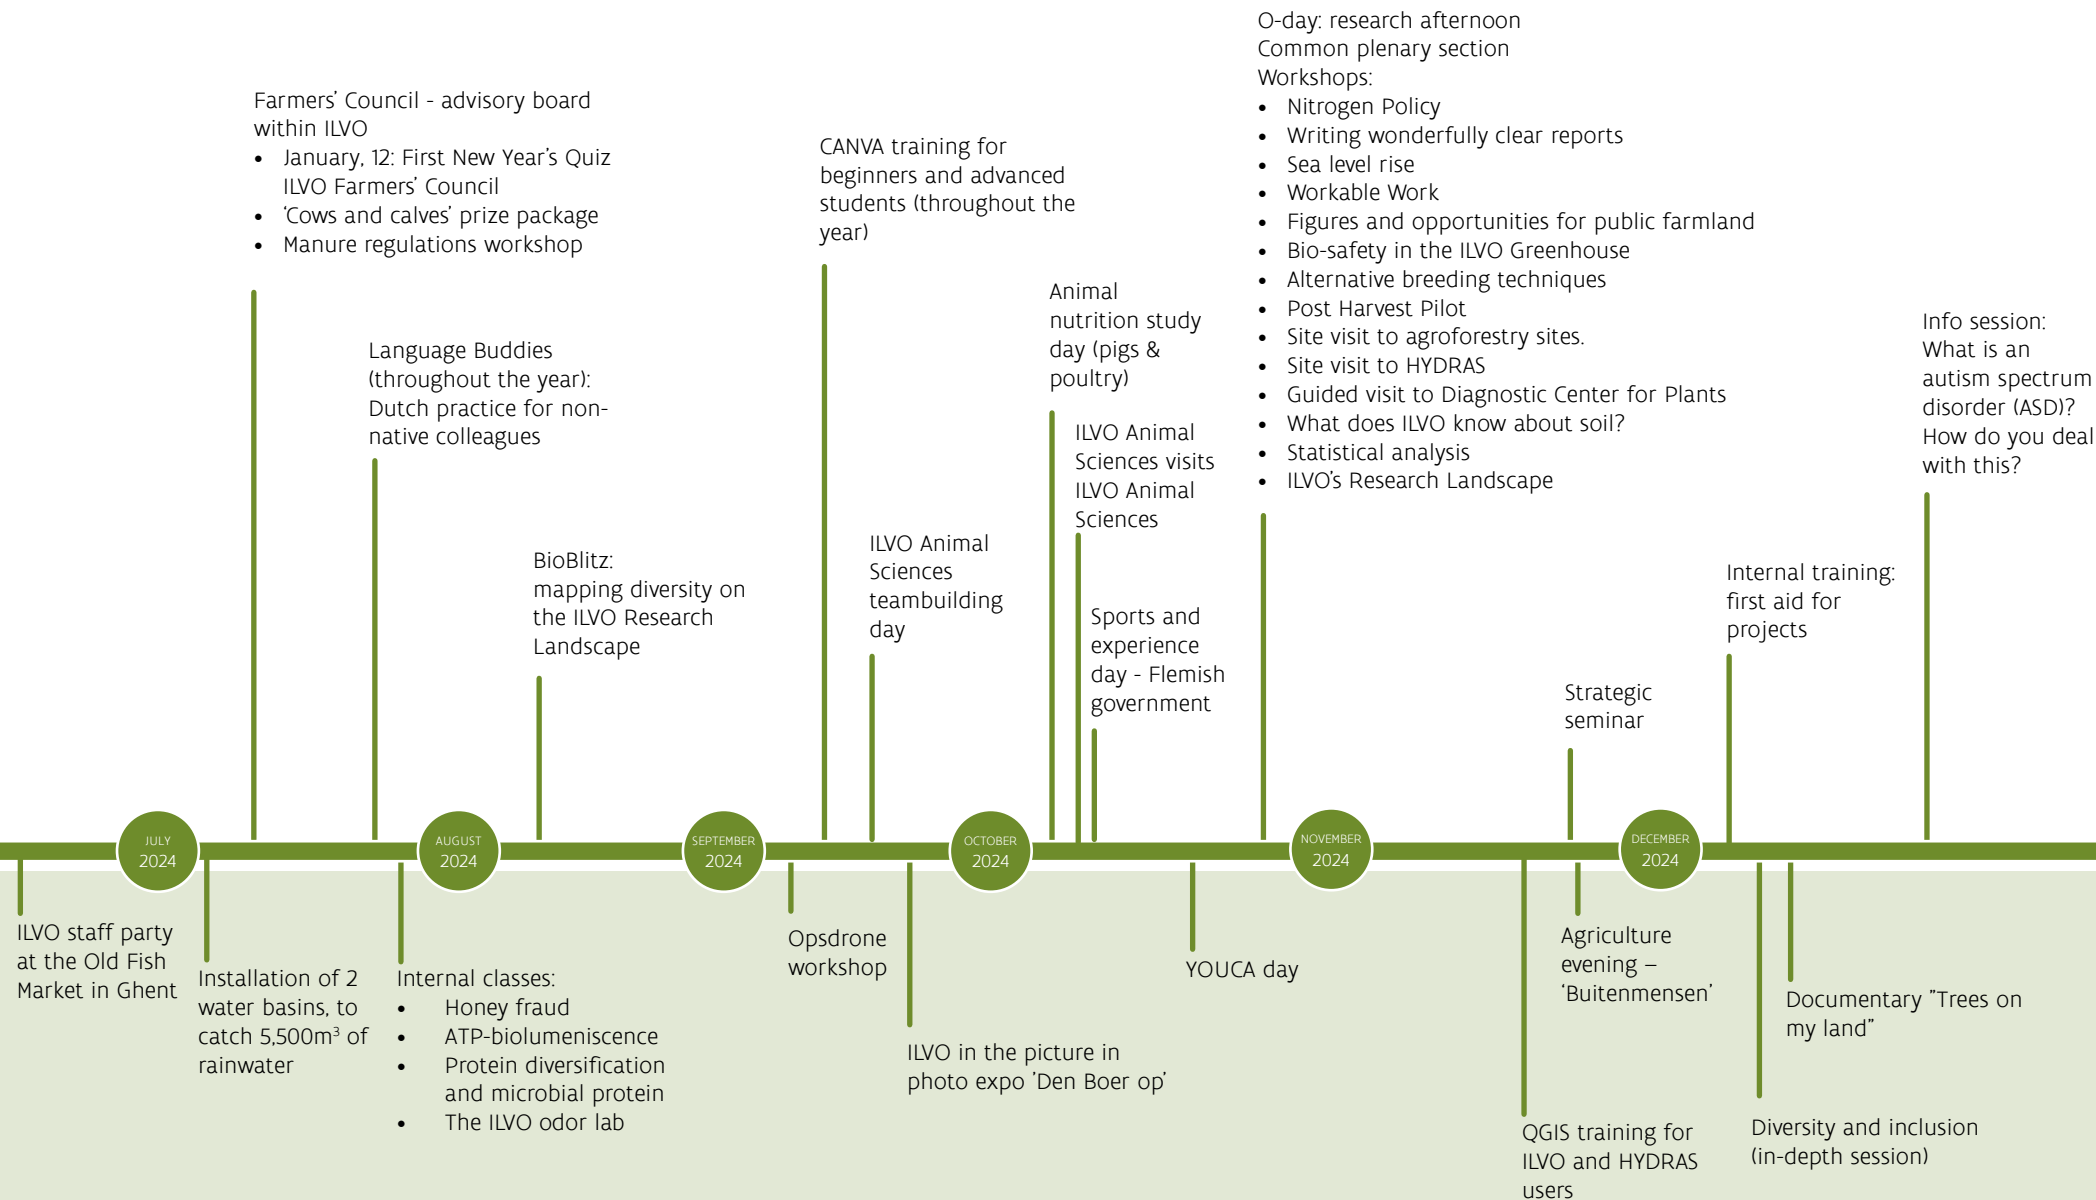 O-day: research afternoon
Common plenary section
Workshops:
• Nitrogen Policy
• Writing wonderfully clear reports
• Sea level rise
• Workable Work
• Figures and opportunities for public farmland
• Bio-safety in the ILVO Greenhouse
• Alternative breeding techniques
• Post Harvest Pilot
• Site visit to agroforestry sites.
• Site visit to HYDRAS
• Guided visit to Diagnostic Center for Plants
• What does ILVO know about soil?
• Statistical analysis
• ILVO's Research Landscape
Farmers' Council - advisory board
within ILVO
• January, 12: First New Year's Quiz
ILVO Farmers' Council
• 'Cows and calves' prize package
• Manure regulations workshop
CANVA training for
beginners and advanced
students (throughout the
year)
Animal
nutrition study
day (pigs &
poultry)
Info session:
What is an
autism spectrum
disorder (ASD)?
How do you deal
with this?
Language Buddies
(throughout the year):
Dutch practice for non-
native colleagues
ILVO Animal
Sciences visits
ILVO Animal
Sciences
BioBlitz:
mapping diversity on
the ILVO Research
Landscape
ILVO Animal
Sciences
teambuilding
day
Sports and
experience
day - Flemish
government
Internal training:
first aid for
projects
Strategic
seminar
JULY
2024
AUGUST
2024
SEPTEMBER
2024
OCTOBER
2024
NOVEMBER
2024
DECEMBER
2024
ILVO staff party
at the Old Fish
Market in Ghent
Installation of 2
water basins, to
catch 5,500m³ of
rainwater
Internal classes:
• Honey fraud
• ATP-biolumeniscence
• Protein diversification
and microbial protein
• The ILVO odor lab
Opsdrone
workshop
ILVO in the picture in
photo expo 'Den Boer op'
YOUCA day
Agriculture
evening –
'Buitenmensen'
Documentary "Trees on
my land"
QGIS training for
ILVO and HYDRAS
users
Diversity and inclusion
(in-depth session)